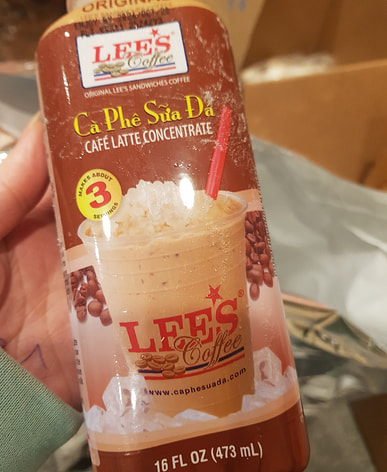 ORIGINAL
LEE'S
Coffee
ORIGINAL LEE'S SANDWICHES COFFEE
Cà Phê Sữa Đá
CAFÉ LATTE CONCENTRATE
MAKES ABOUT
3
SERVINGS
LEE'S®
Coffee
www.caphesuada.com
16 FL OZ (473 mL)